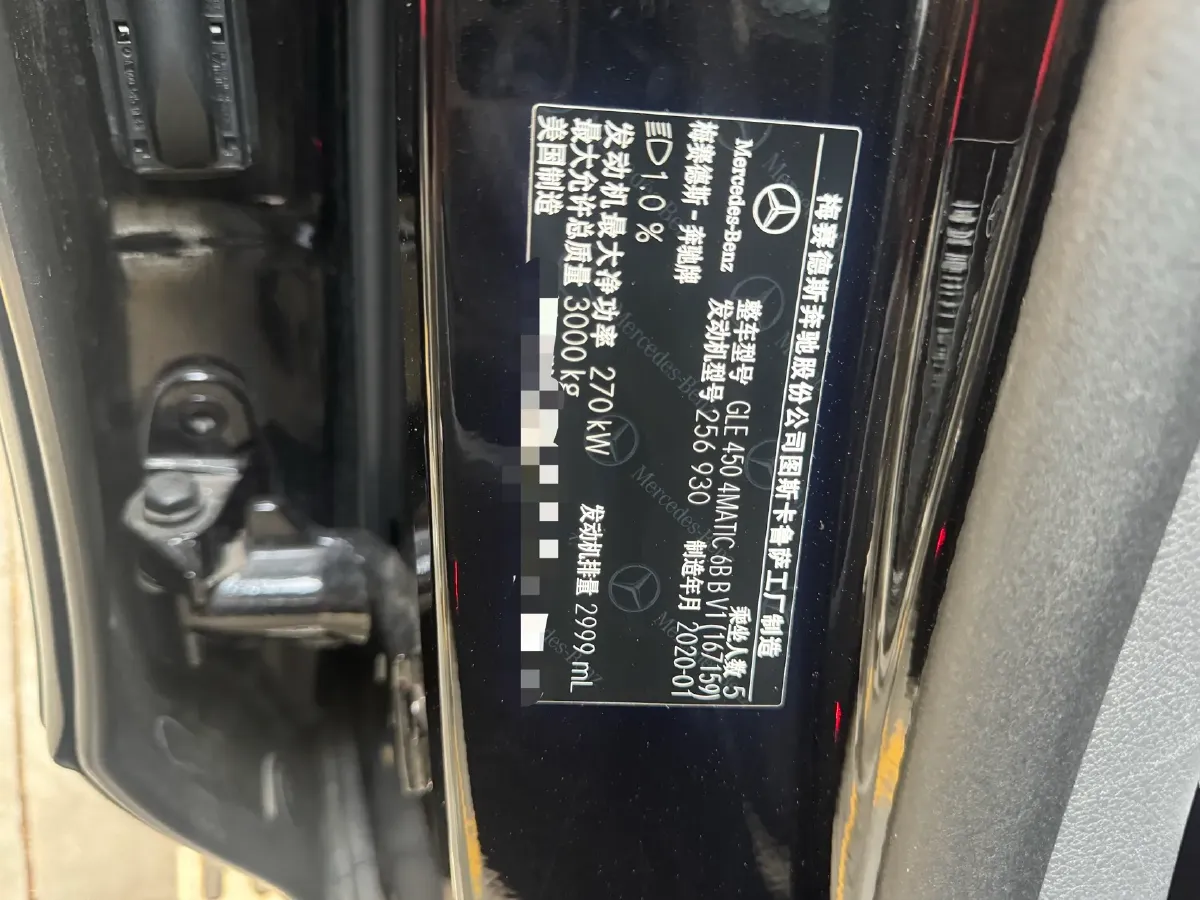 梅赛德斯奔驰股份公司图斯卡鲁萨工厂制造
Mercedes-Benz
乘坐人数 5
整车型号 GLE 450 4MATIC 6B B V1 (167159)
梅赛德斯-奔驰牌
发动机型号 256 930
制造年月 2020-01
1.0 %
发动机最大净功率 270 kW
发动机排量 2999 mL
最大允许总质量 3000 kg
美国制造